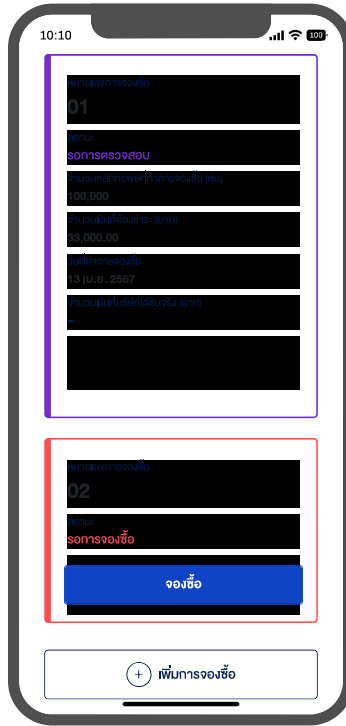 10:10
100
หมายเลขการจองซื้อ
01
สถานะ
รอการตรวจสอบ
จำนวนหลักทรัพย์ที่ทำการจองซื้อ (หุ้น)
100,000
จำนวนเงินที่ต้องชำระ (บาท)
33,000.00
วันที่ทำการจองซื้อ
13 เม.ย. 2567
จำนวนเงินที่บริษัทได้รับจริง (บาท)
-
หมายเลขการจองซื้อ
02
สถานะ
รอการจองซื้อ
จองซื้อ
เพิ่มการจองซื้อ